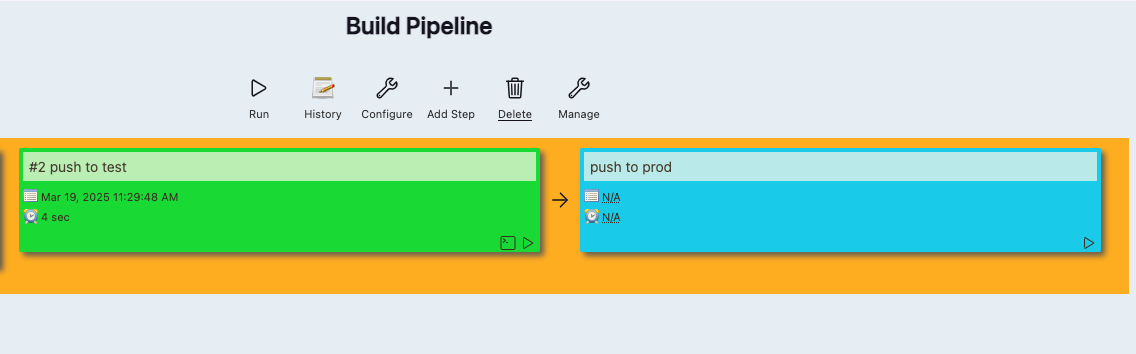 Build Pipeline
Run History Configure Add Step Delete Manage
#2 push to test
Mar 19, 2025 11:29:48 AM
4 sec
push to prod
N/A
N/A